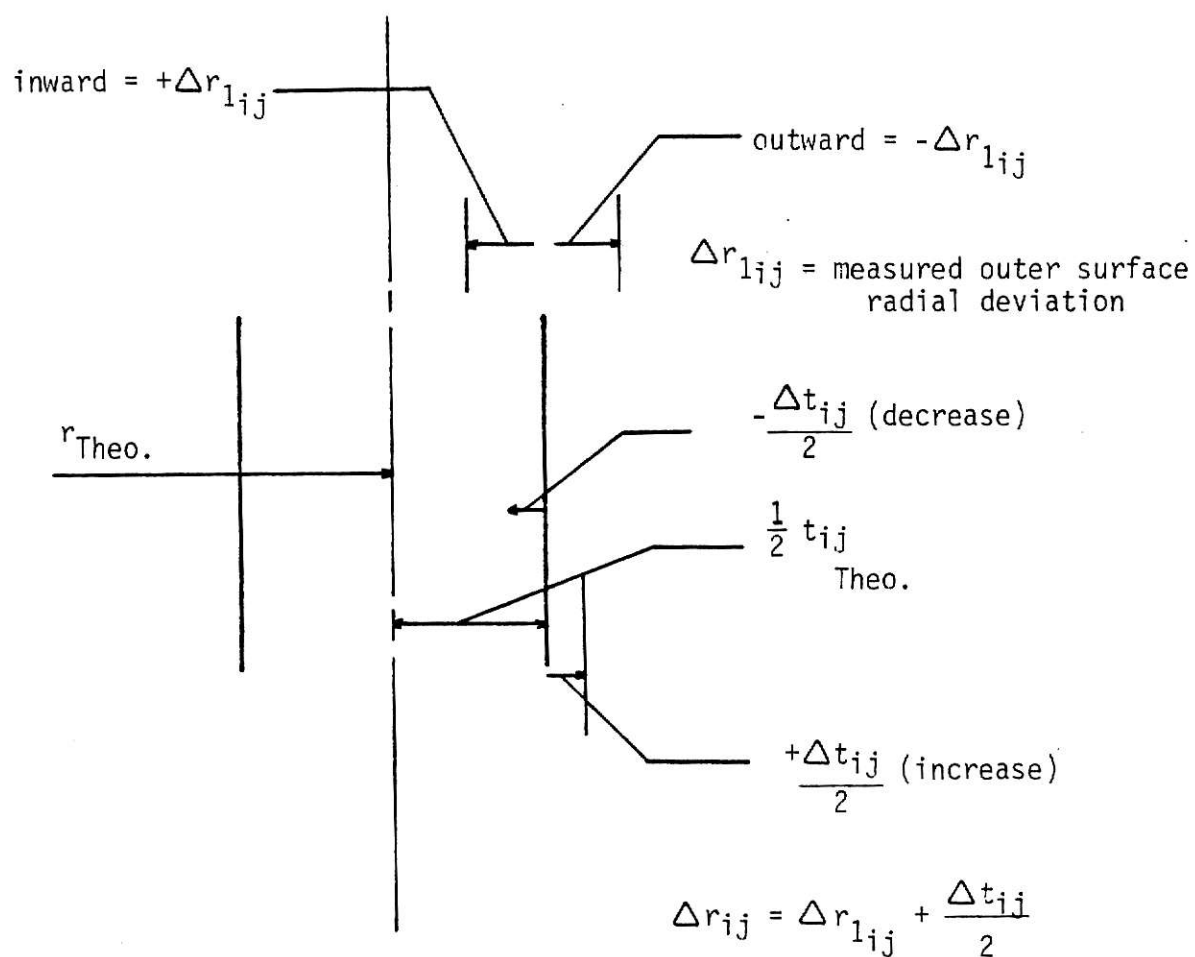 inward = +Δr₁ᵢⱼ
outward = -Δr₁ᵢⱼ
Δr₁ᵢⱼ = measured outer surface
radial deviation
rTheo.
-Δtᵢⱼ/2 (decrease)
1/2 tᵢⱼ
Theo.
+Δtᵢⱼ/2 (increase)
Δrᵢⱼ = Δr₁ᵢⱼ + Δtᵢⱼ/2